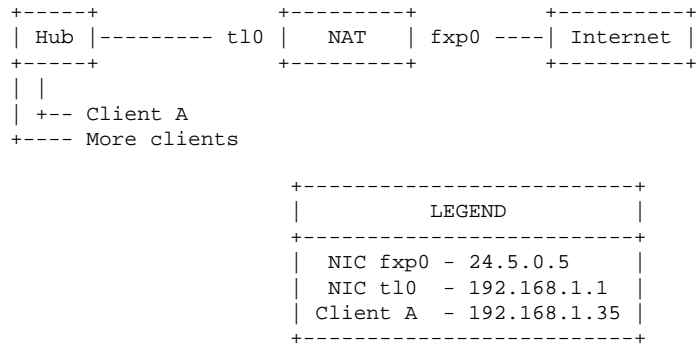 Hub tl0 NAT fxp0 Internet
Client A
More clients
LEGEND
NIC fxp0 - 24.5.0.5
NIC tl0 - 192.168.1.1
Client A - 192.168.1.35